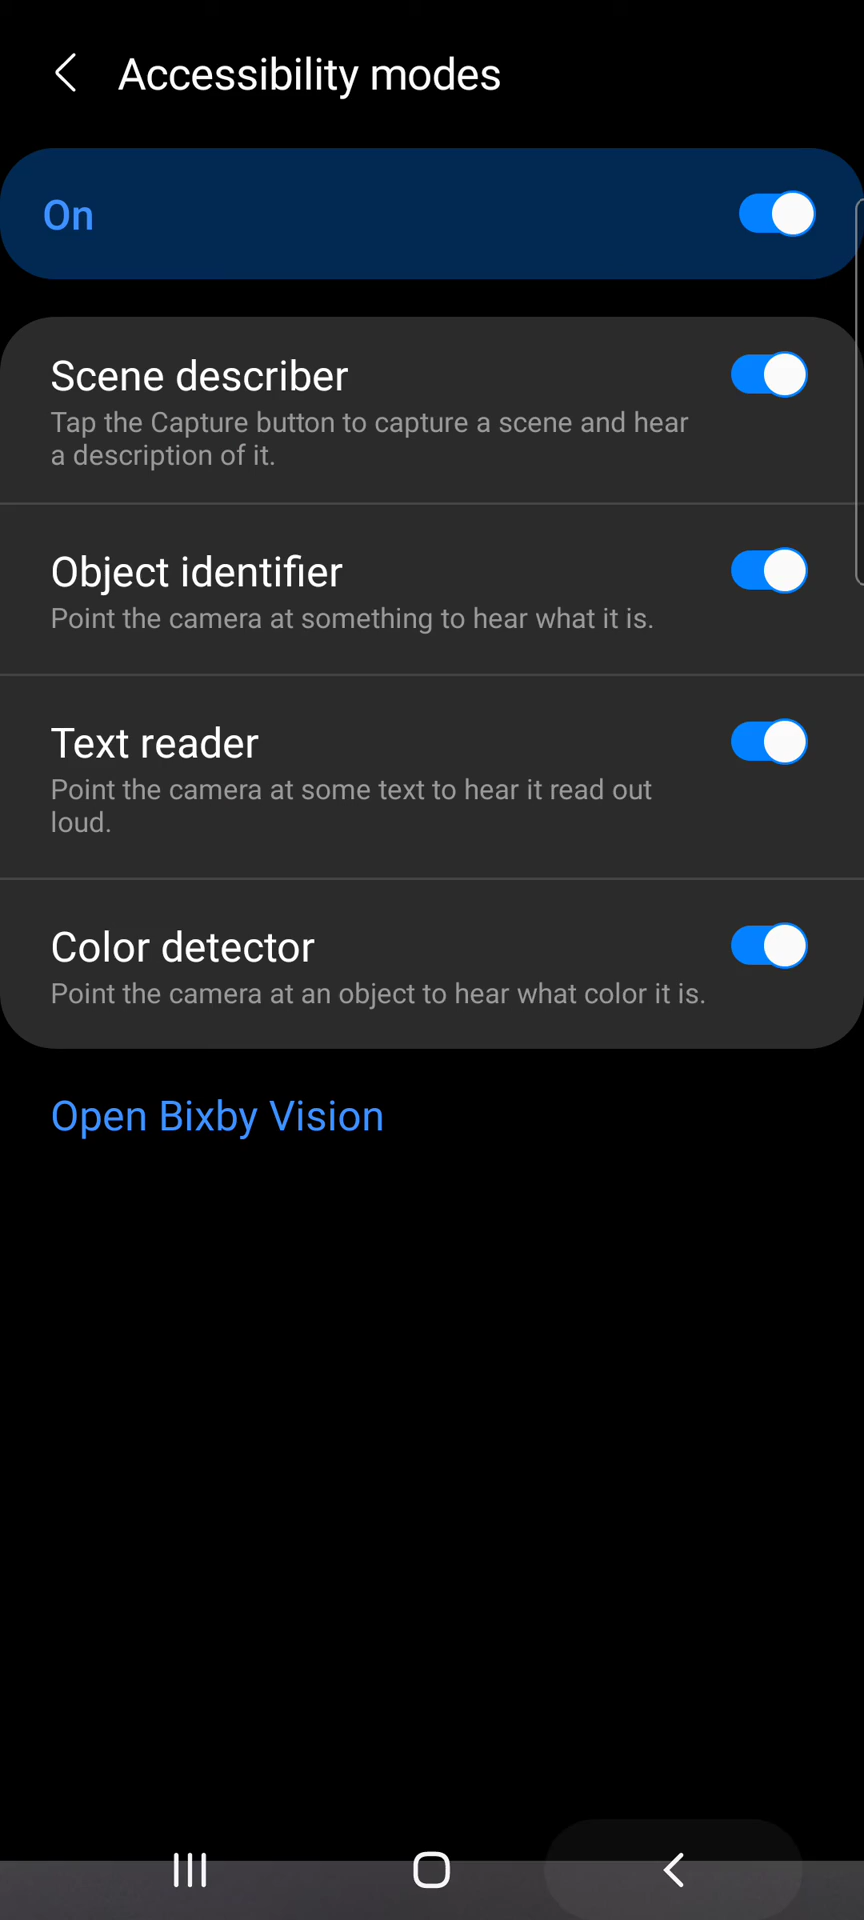 Accessibility modes
On
Scene describer
Tap the Capture button to capture a scene and hear
a description of it.
Object identifier
Point the camera at something to hear what it is.
Text reader
Point the camera at some text to hear it read out
loud.
Color detector
Point the camera at an object to hear what color it is.
Open Bixby Vision